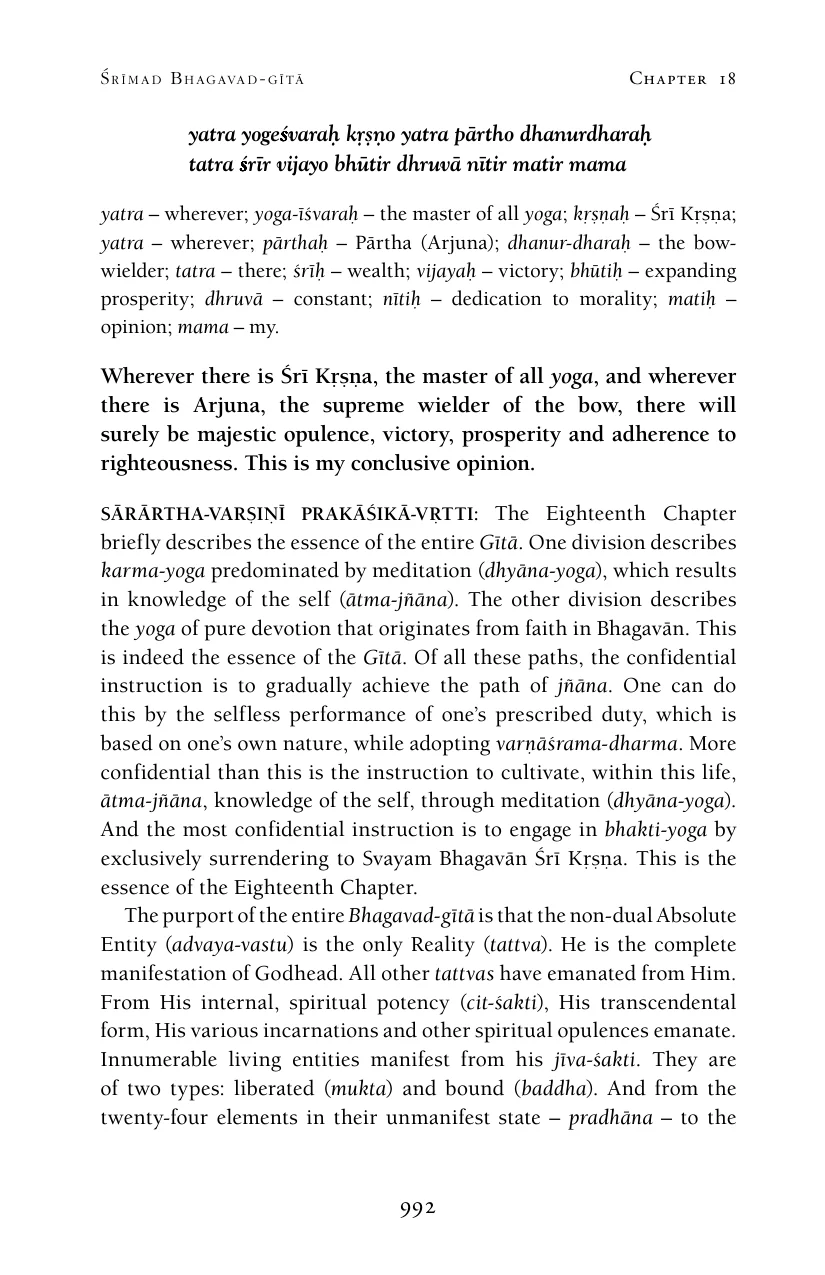 Śrīmad Bhagavad-gītā Chapter 18
yatra yogeśvaraḥ kṛṣṇo yatra pārtho dhanurdharaḥ
tatra śrīr vijayo bhūtir dhruvā nītir matir mama
yatra – wherever; yoga-īśvaraḥ – the master of all yoga; kṛṣṇaḥ – Śrī Kṛṣṇa;
yatra – wherever; pārthaḥ – Pārtha (Arjuna); dhanur-dharaḥ – the bow-
wielder; tatra – there; śrīḥ – wealth; vijayaḥ – victory; bhūtiḥ – expanding
prosperity; dhruvā – constant; nītiḥ – dedication to morality; matiḥ –
opinion; mama – my.
Wherever there is Śrī Kṛṣṇa, the master of all yoga, and wherever
there is Arjuna, the supreme wielder of the bow, there will
surely be majestic opulence, victory, prosperity and adherence to
righteousness. This is my conclusive opinion.
SĀRĀRTHA-VARṢIṆĪ PRAKĀŚIKĀ-VṚTTI: The Eighteenth Chapter
briefly describes the essence of the entire Gītā. One division describes
karma-yoga predominated by meditation (dhyāna-yoga), which results
in knowledge of the self (ātma-jñāna). The other division describes
the yoga of pure devotion that originates from faith in Bhagavān. This
is indeed the essence of the Gītā. Of all these paths, the confidential
instruction is to gradually achieve the path of jñāna. One can do
this by the selfless performance of one’s prescribed duty, which is
based on one’s own nature, while adopting varṇāśrama-dharma. More
confidential than this is the instruction to cultivate, within this life,
ātma-jñāna, knowledge of the self, through meditation (dhyāna-yoga).
And the most confidential instruction is to engage in bhakti-yoga by
exclusively surrendering to Svayam Bhagavān Śrī Kṛṣṇa. This is the
essence of the Eighteenth Chapter.
The purport of the entire Bhagavad-gītā is that the non-dual Absolute
Entity (advaya-vastu) is the only Reality (tattva). He is the complete
manifestation of Godhead. All other tattvas have emanated from Him.
From His internal, spiritual potency (cit-śakti), His transcendental
form, His various incarnations and other spiritual opulences emanate.
Innumerable living entities manifest from his jīva-śakti. They are
of two types: liberated (mukta) and bound (baddha). And from the
twenty-four elements in their unmanifest state – pradhāna – to the
992